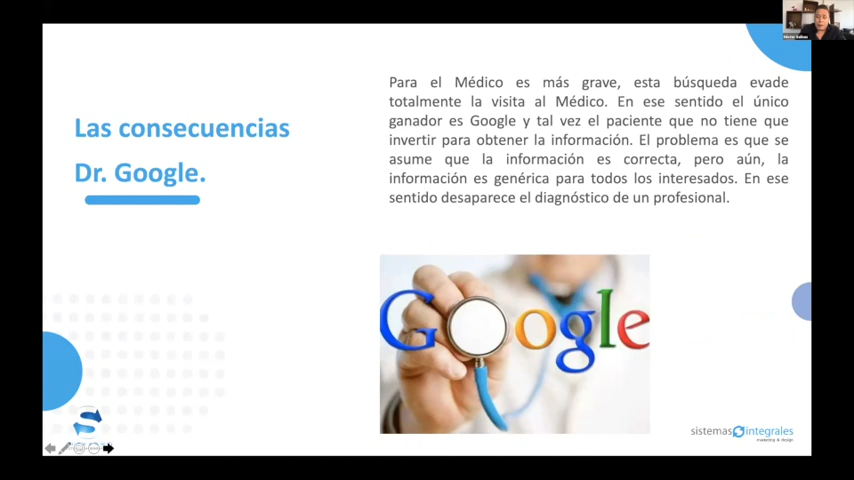 Las consecuencias
Dr. Google.
Para el Médico es más grave, esta búsqueda evade
totalmente la visita al Médico. En ese sentido el único
ganador es Google y tal vez el paciente que no tiene que
invertir para obtener la información. El problema es que se
asume que la información es correcta, pero aún, la
información es genérica para todos los interesados. En ese
sentido desaparece el diagnóstico de un profesional.
Google
sistemas integrales
marketing & design